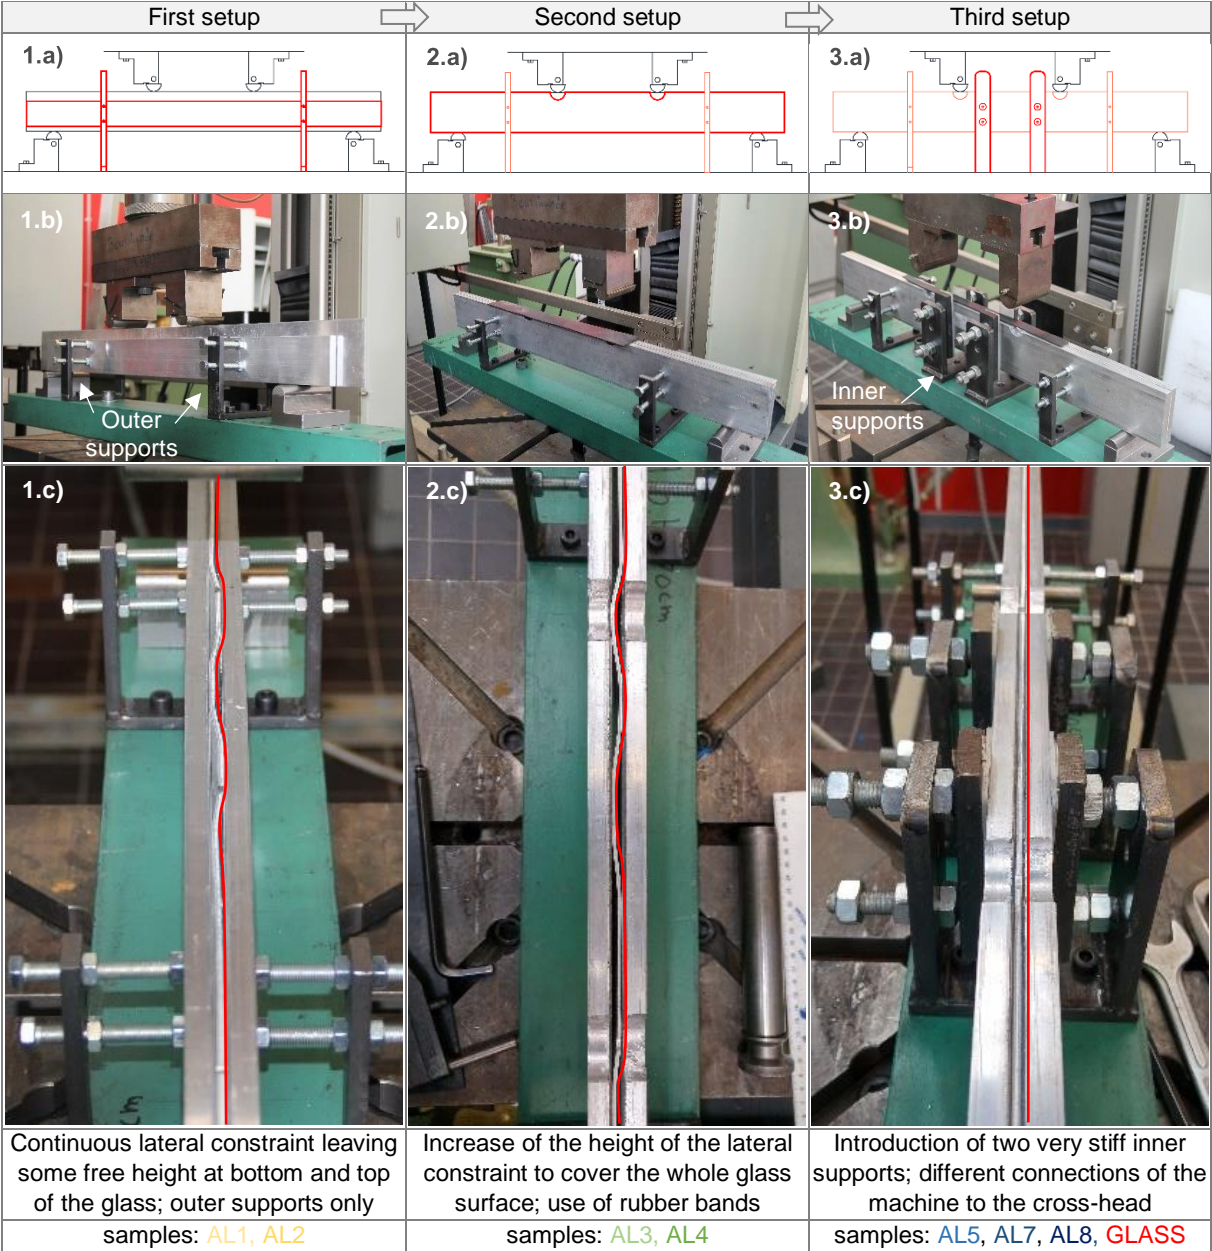 First setup
Second setup
Third setup
1.a)
2.a)
3.a)
1.b)
2.b)
3.b)
Outer
supports
Inner
supports
1.c)
2.c)
3.c)
70cm
cm
Continuous lateral constraint leaving
some free height at bottom and top
of the glass; outer supports only
Increase of the height of the lateral
constraint to cover the whole glass
surface; use of rubber bands
Introduction of two very stiff inner
supports; different connections of the
machine to the cross-head
samples: AL1, AL2
samples: AL3, AL4
samples: AL5, AL7, AL8, GLASS